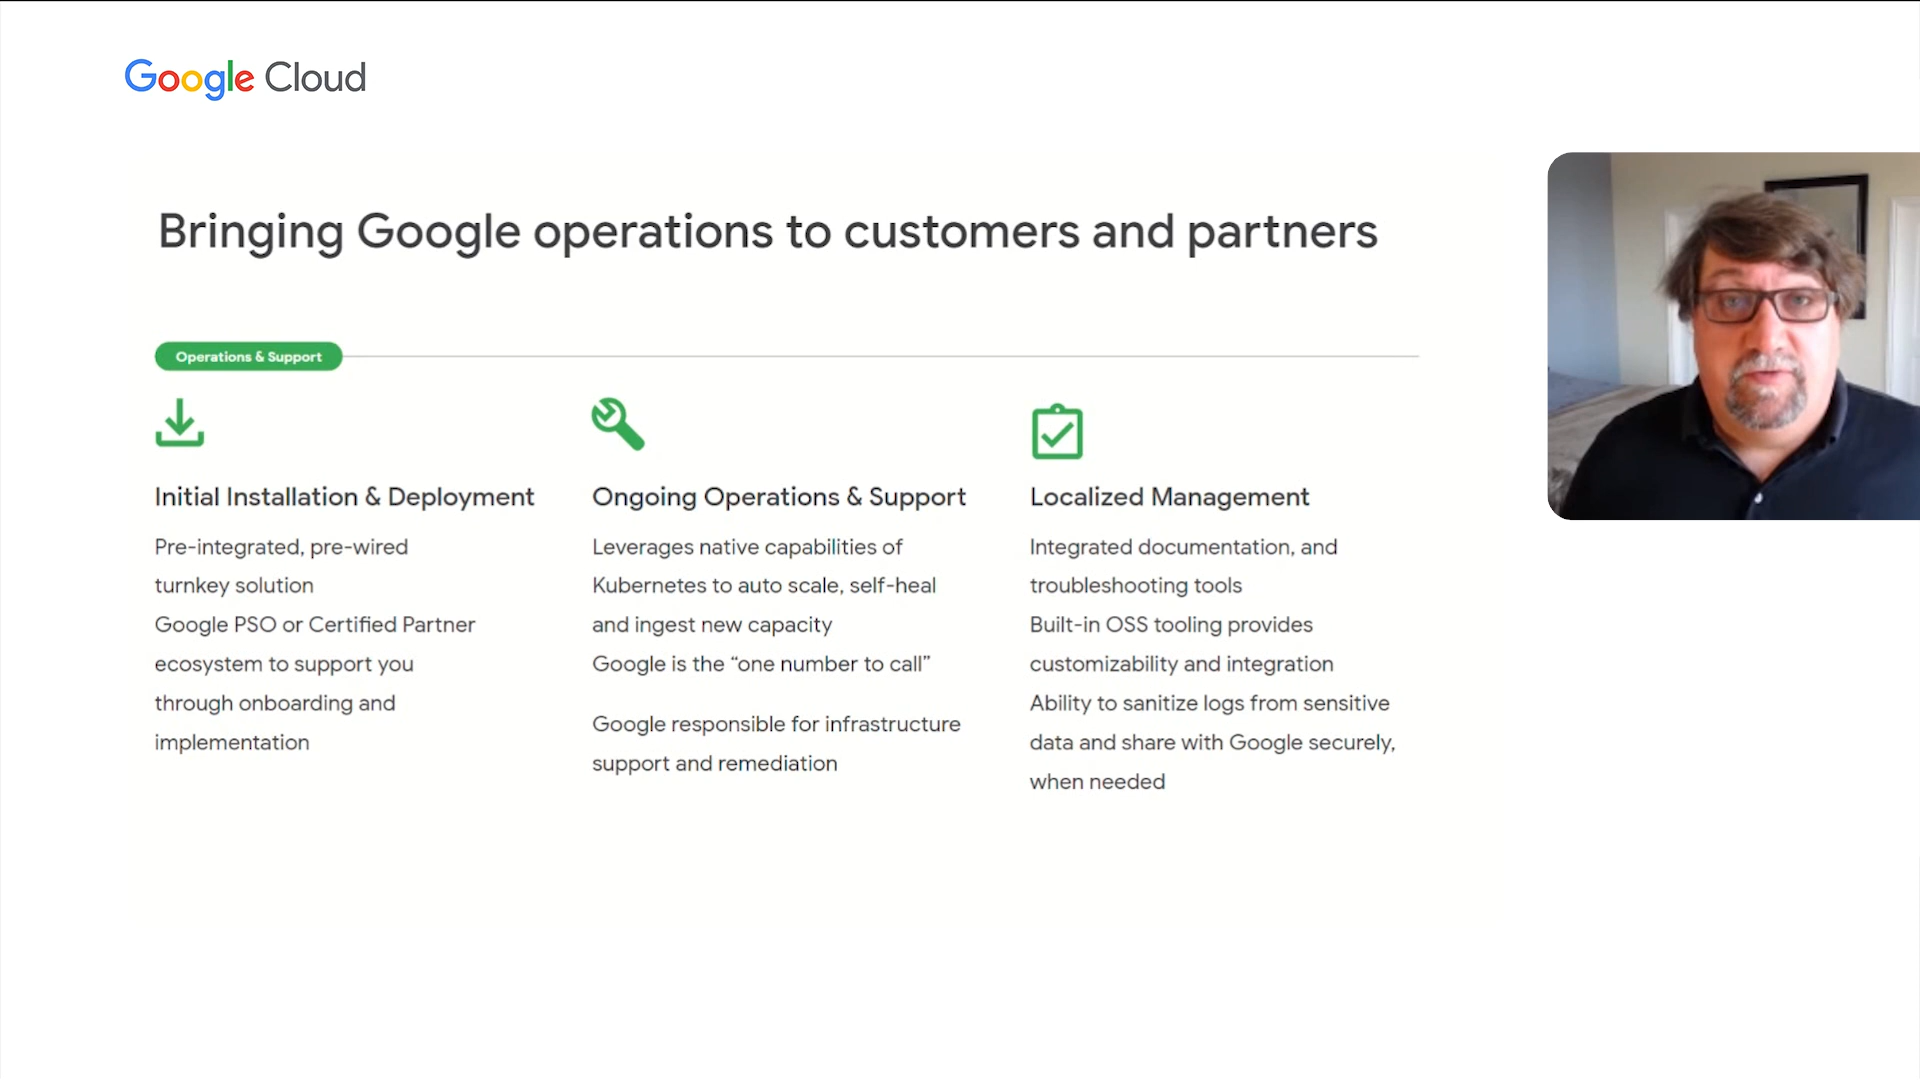 Google Cloud
Bringing Google operations to customers and partners
Operations & Support
Initial Installation & Deployment
Pre-integrated, pre-wired
turnkey solution
Google PSO or Certified Partner
ecosystem to support you
through onboarding and
implementation
Ongoing Operations & Support
Leverages native capabilities of
Kubernetes to auto scale, self-heal
and ingest new capacity
Google is the “one number to call”
Google responsible for infrastructure
support and remediation
Localized Management
Integrated documentation, and
troubleshooting tools
Built-in OSS tooling provides
customizability and integration
Ability to sanitize logs from sensitive
data and share with Google securely,
when needed